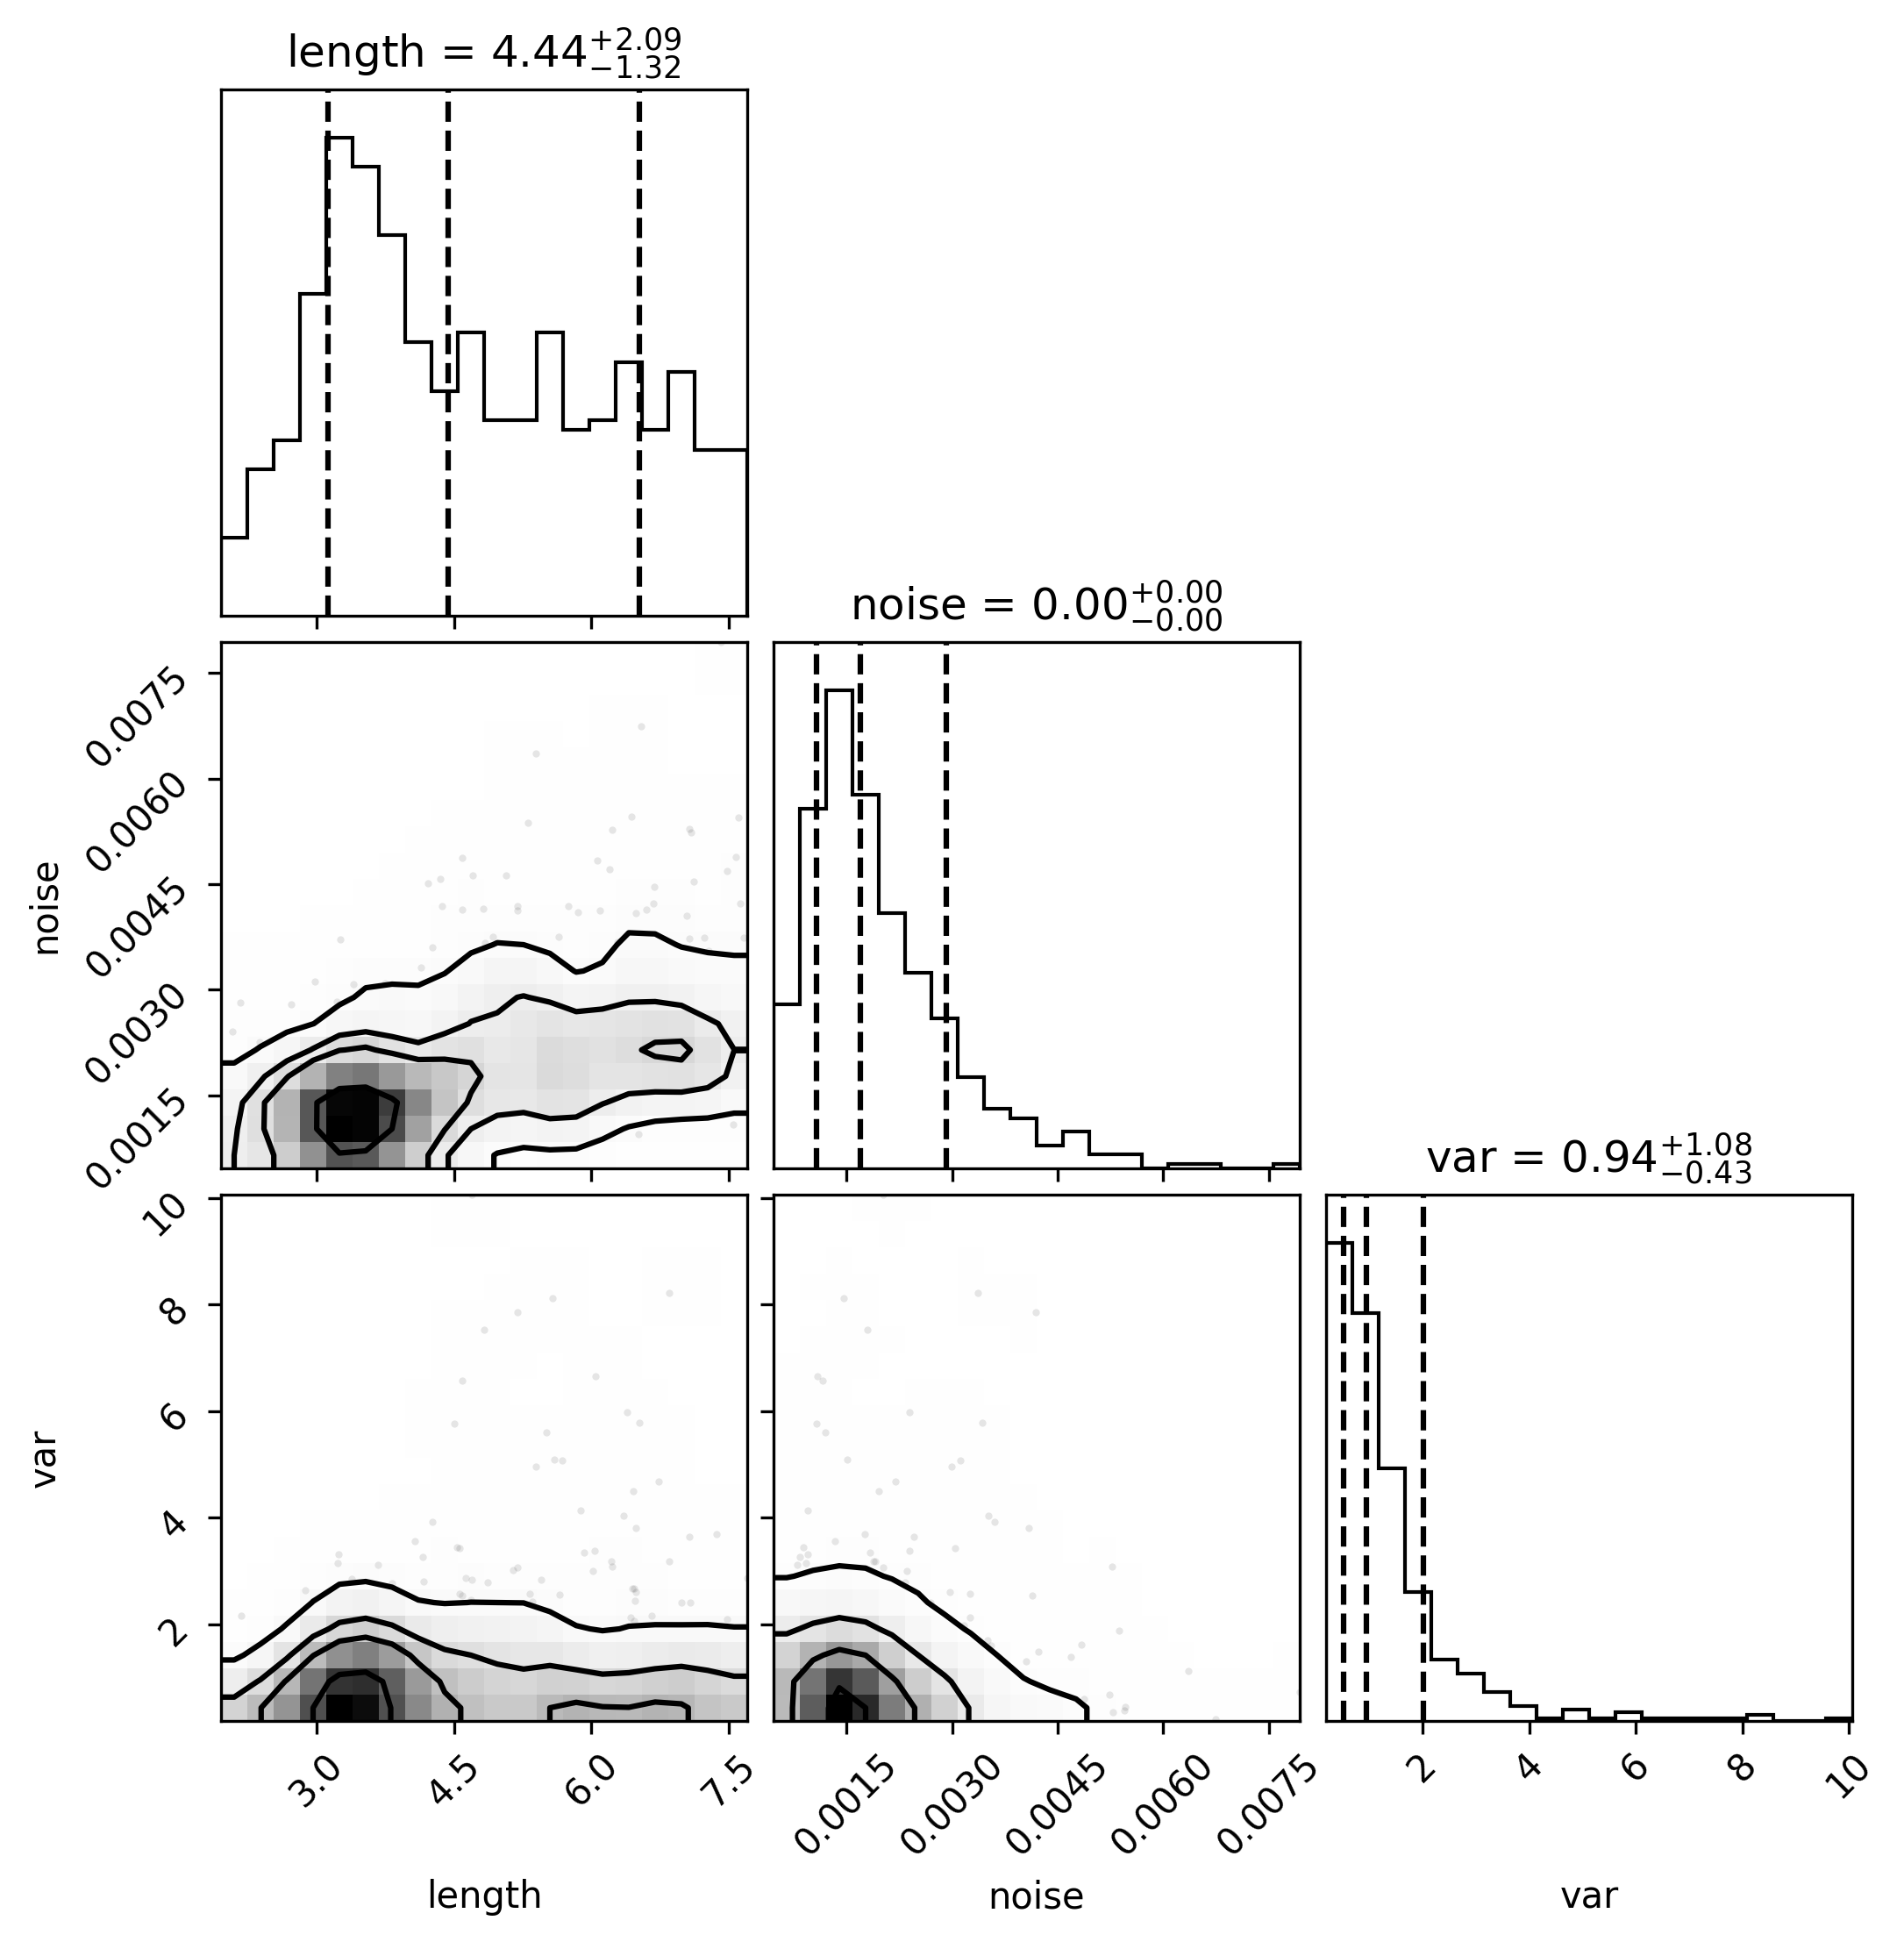 length = 4.44 +2.09 −1.32
noise = 0.00 +0.00 −0.00
0.0075
0.0060
0.0045
0.0030
0.0015
noise
var = 0.94 +1.08 −0.43
10
8
6
4
2
var
3.0 4.5 6.0 7.5 0.0015 0.0030 0.0045 0.0060 0.0075 2 4 6 8 10
length noise var